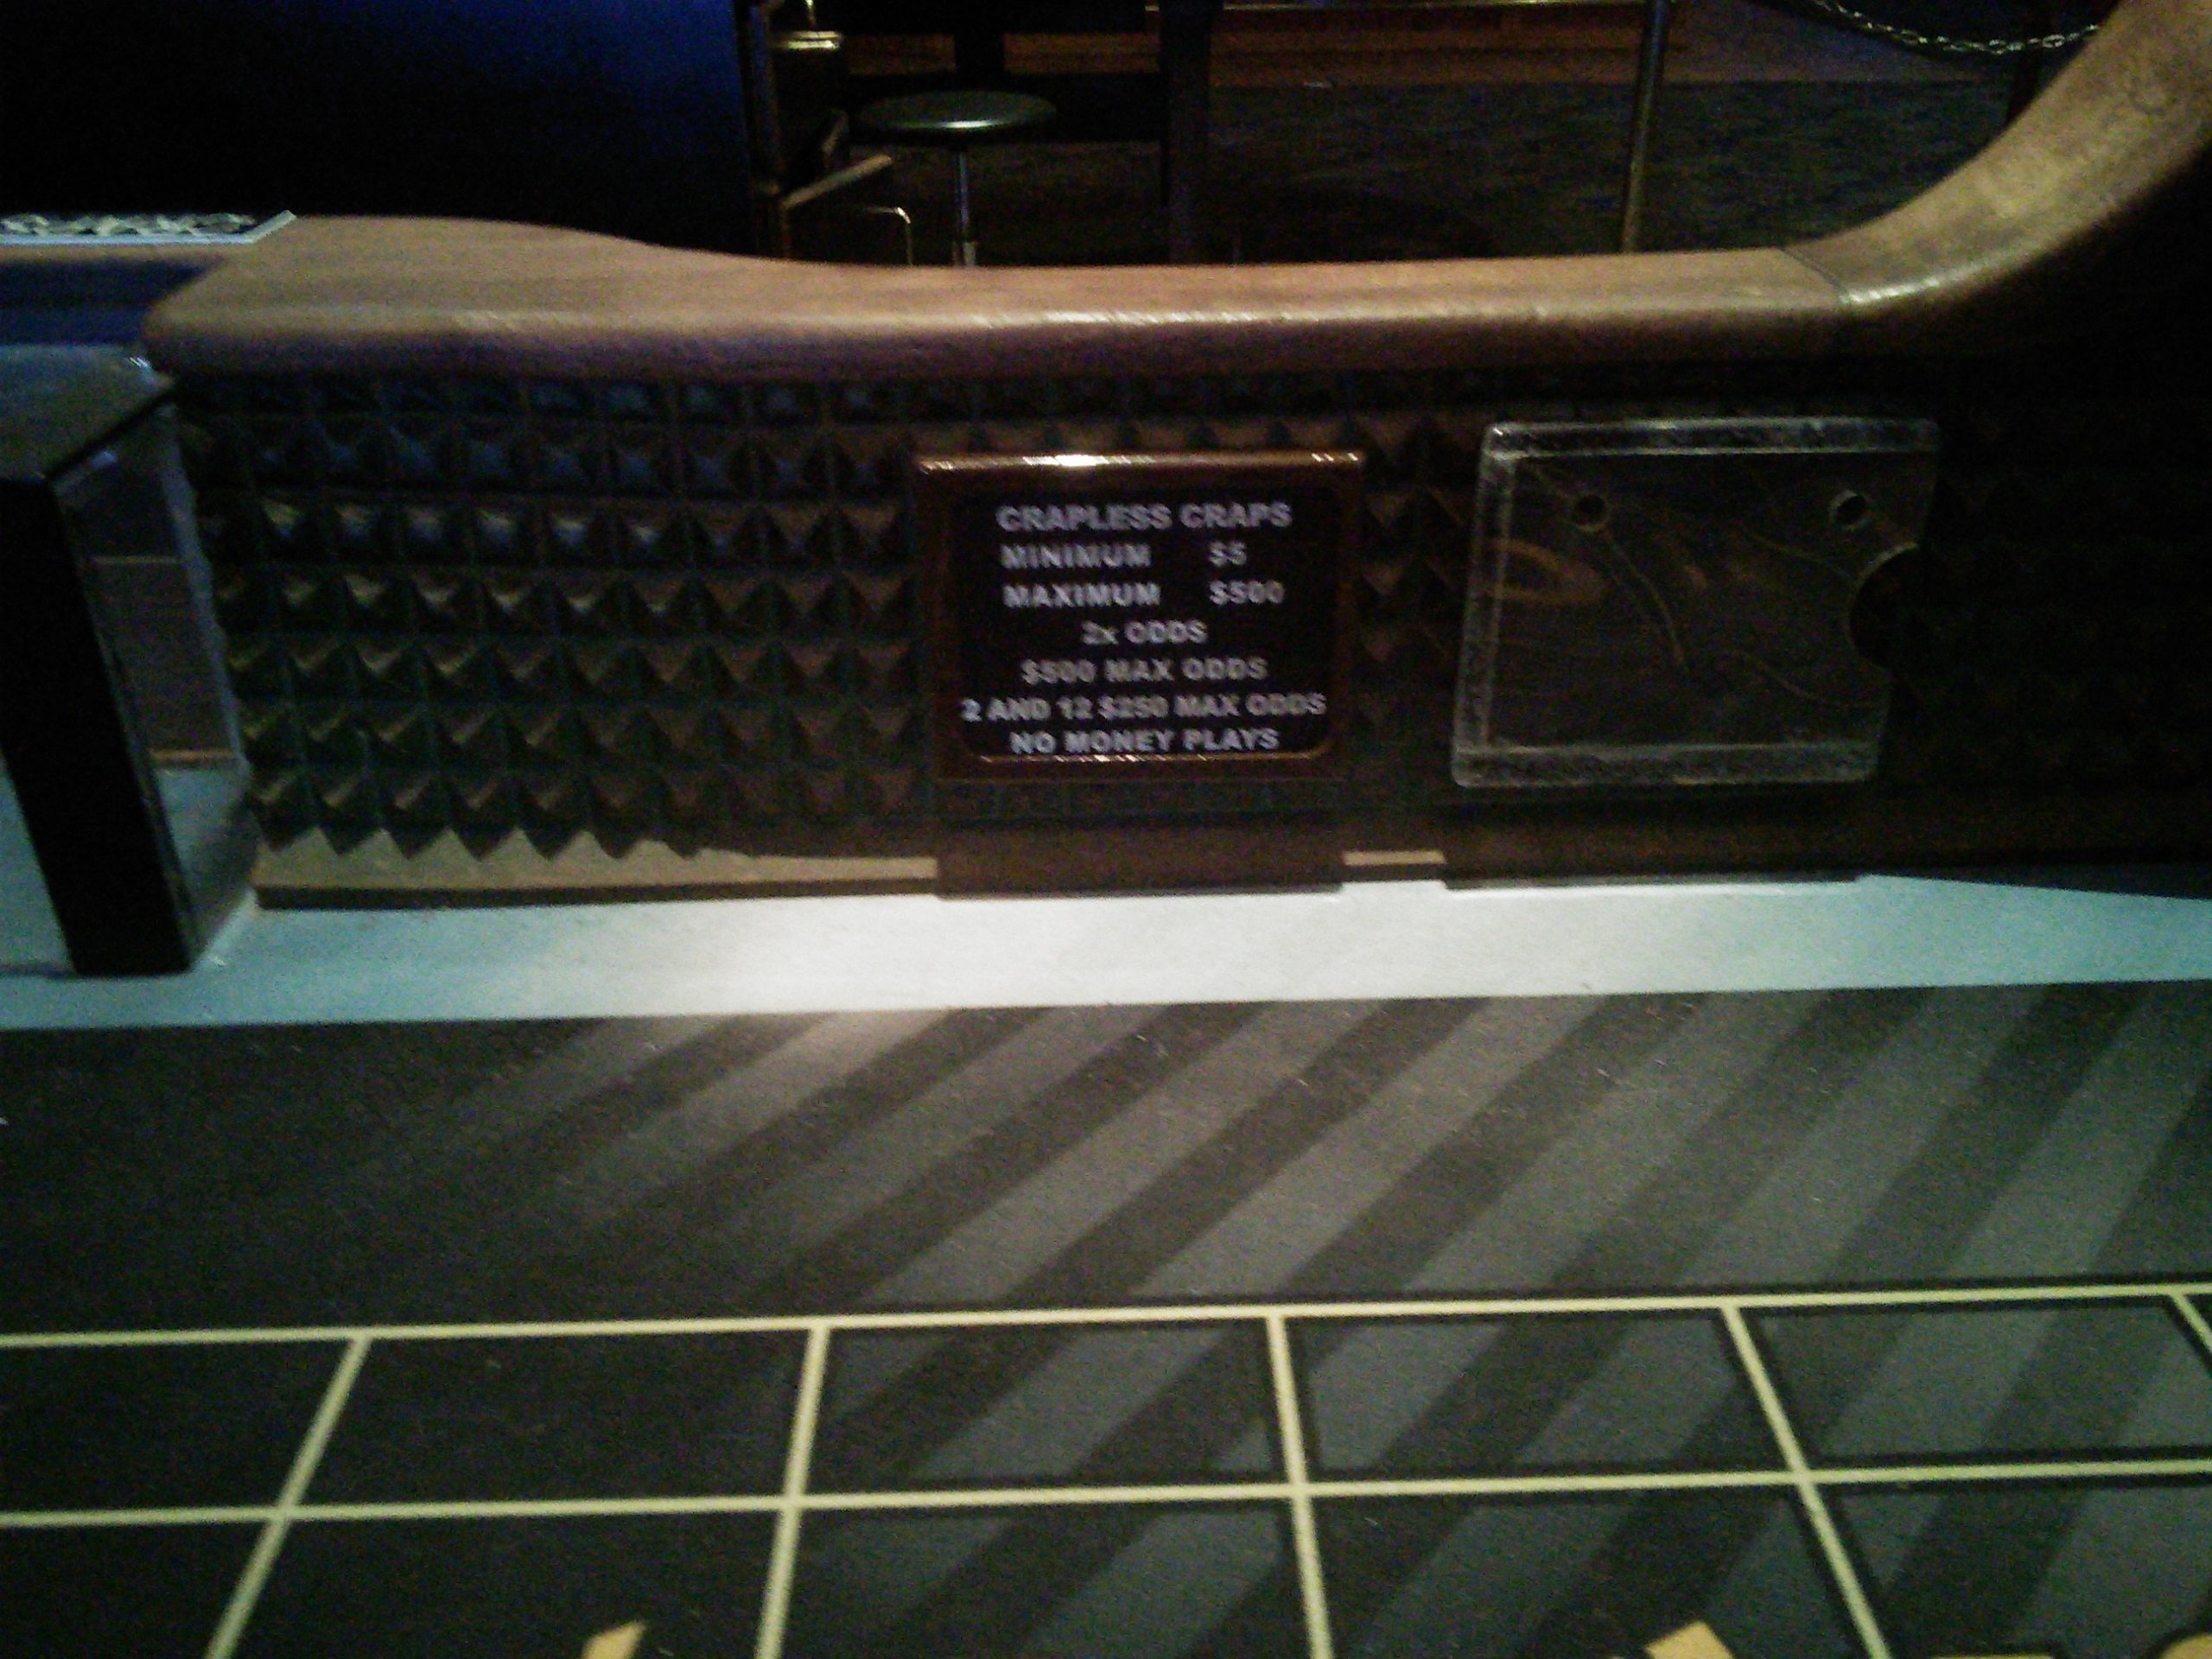 CRAPLESS CRAPS
MINIMUM $5
MAXIMUM $500
2x ODDS
$500 MAX ODDS
2 AND 12 $250 MAX ODDS
NO MONEY PLAYS